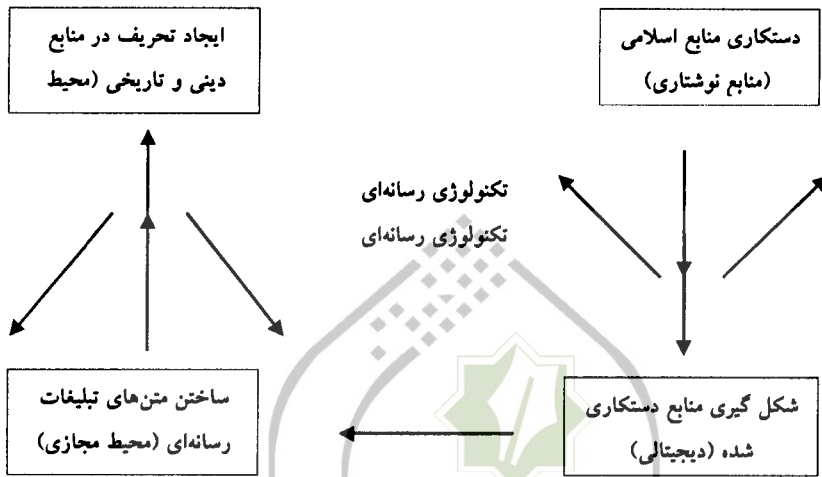 دستکاری منابع اسلامی
(منابع نوشتاری)
ایجاد تحریف در منابع
دینی و تاریخی (محیط
تکنولوژی رسانه‌ای
تکنولوژی رسانه‌ای
شکل گیری منابع دستکاری
شده (دیجیتالی)
ساختن متن‌های تبلیغات
رسانه‌ای (محیط مجازی)